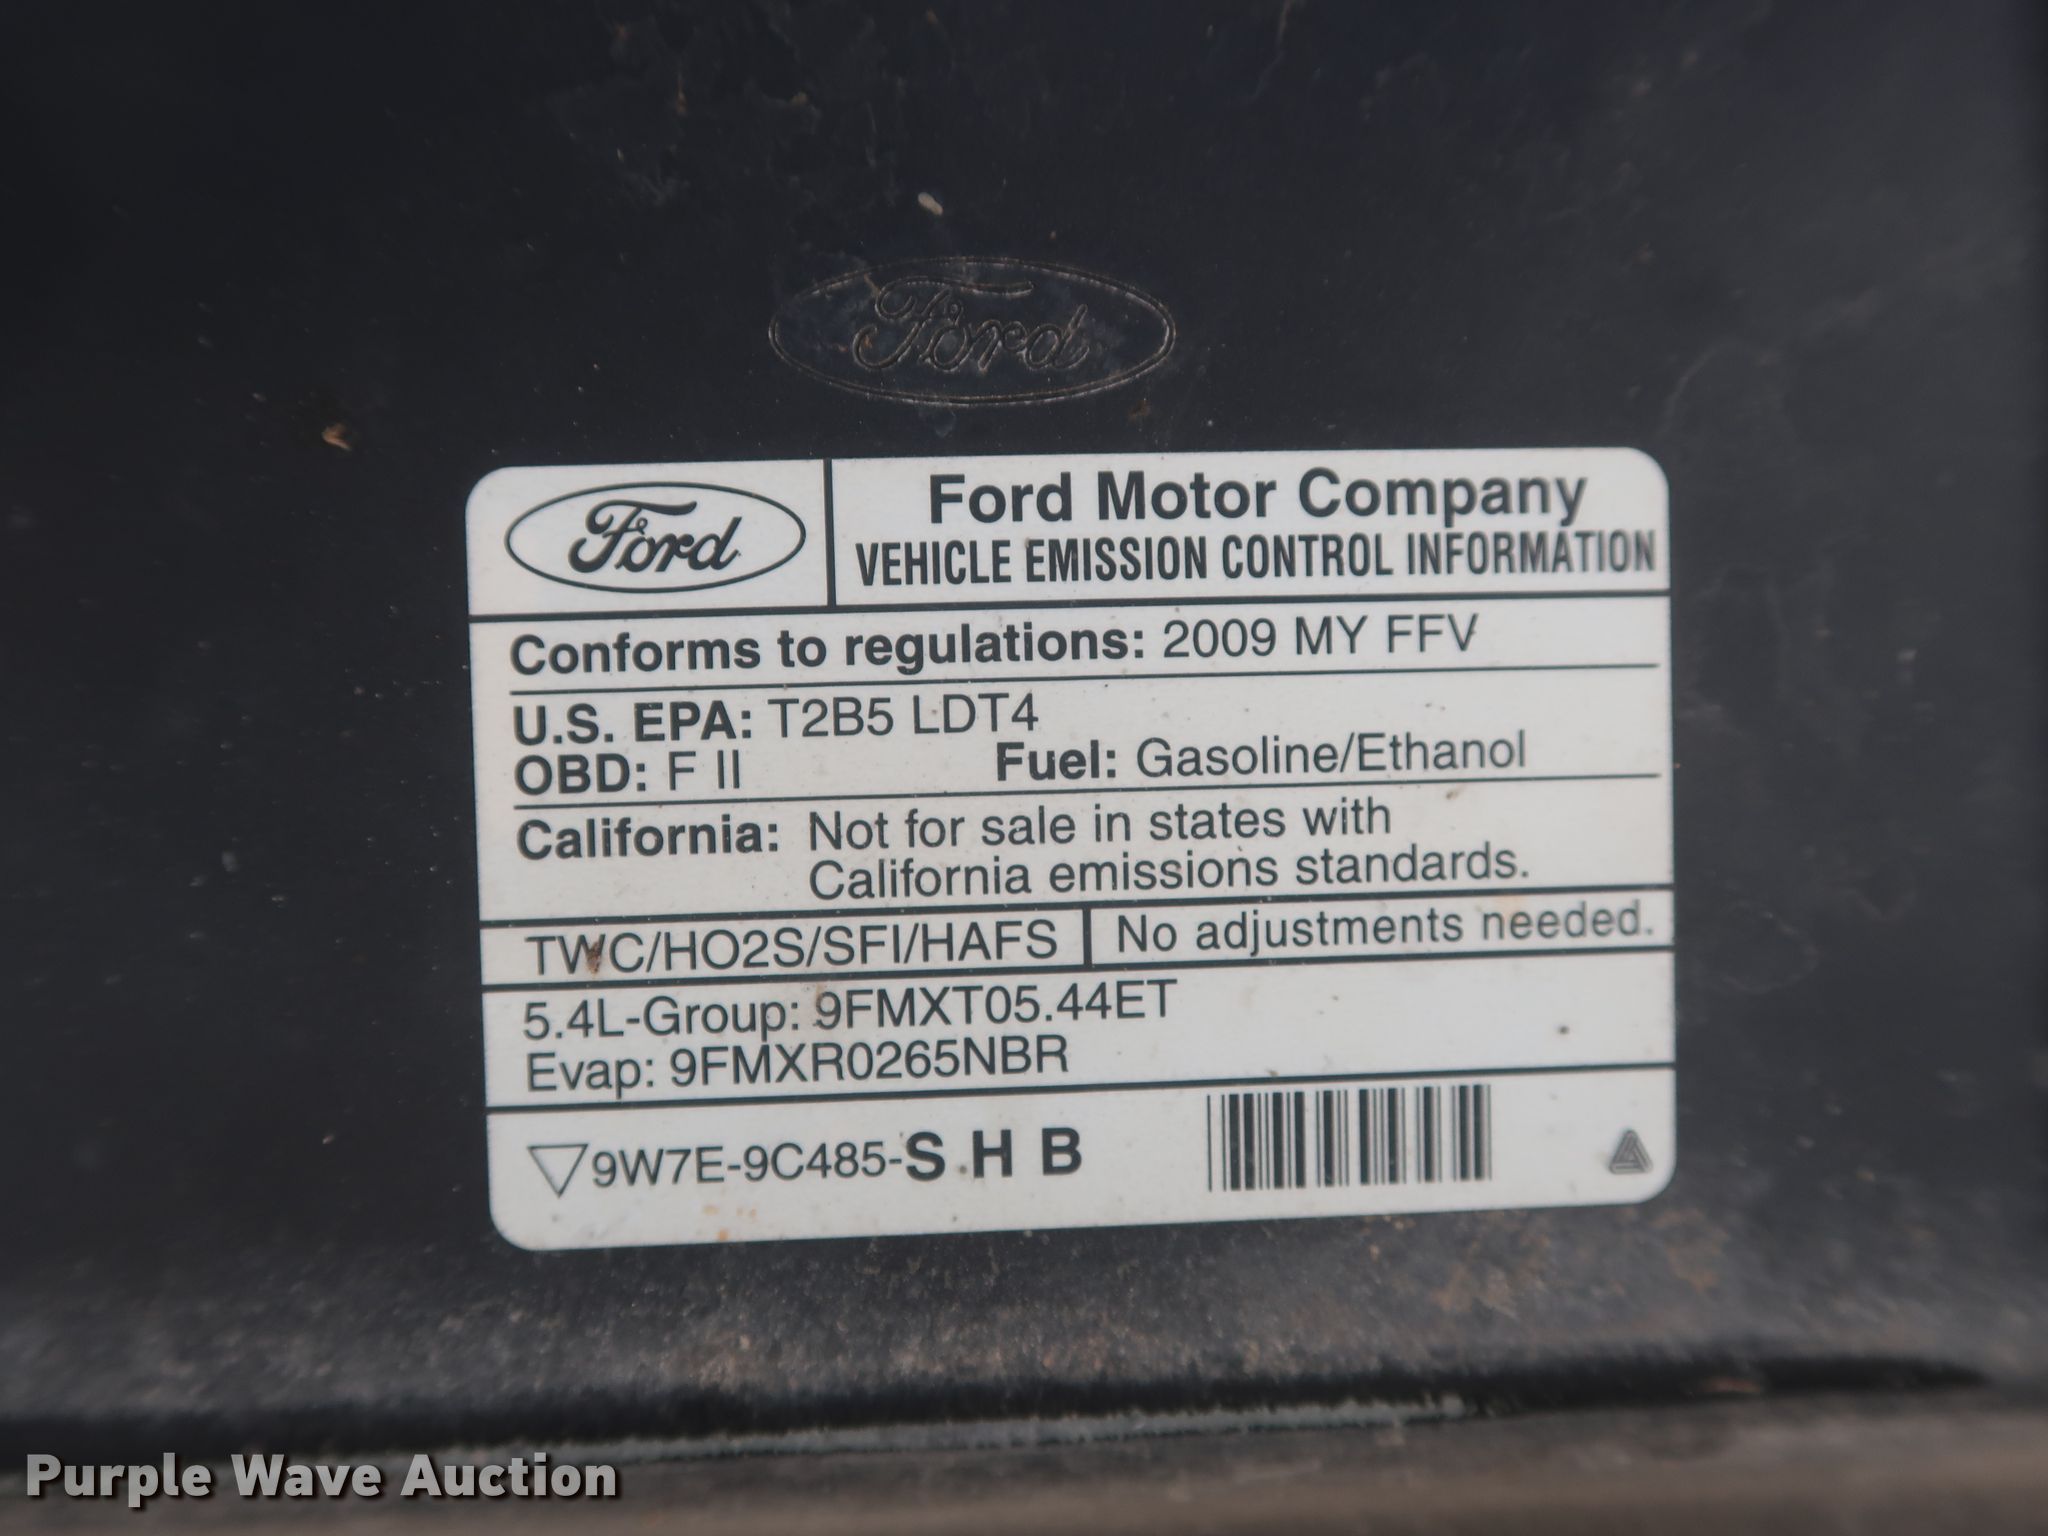 Ford
Ford
Ford Motor Company
VEHICLE EMISSION CONTROL INFORMATION
Conforms to regulations: 2009 MY FFV
U.S. EPA: T2B5 LDT4
OBD: F II Fuel: Gasoline/Ethanol
California: Not for sale in states with
California emissions standards.
TWC/HO2S/SFI/HAFS No adjustments needed.
5.4L-Group: 9FMXT05.44ET
Evap: 9FMXR0265NBR
9W7E-9C485-S H B
Purple Wave Auction